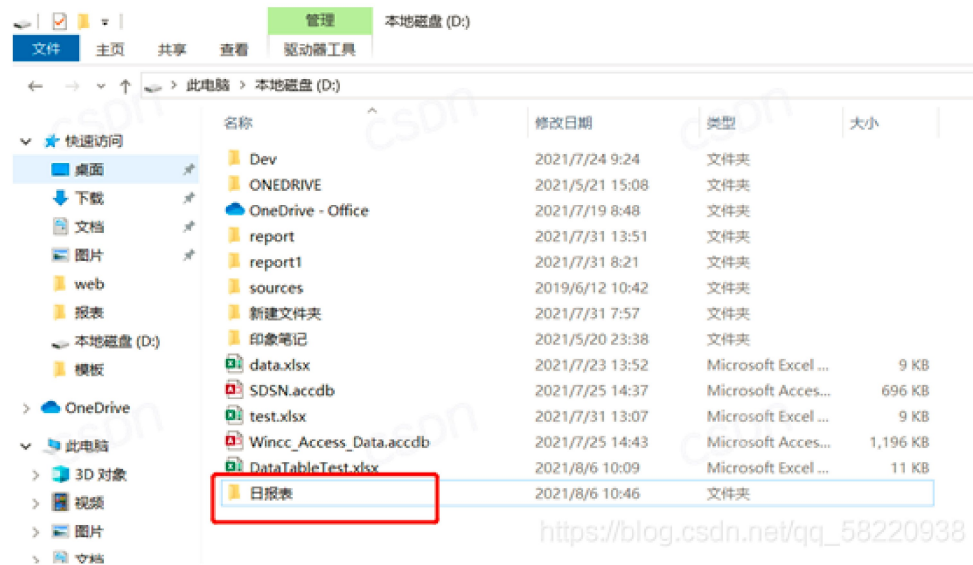 管理 本地磁盘 (D:)
文件 主页 共享 查看 驱动器工具
此电脑 › 本地磁盘 (D:)
名称 修改日期 类型 大小
快速访问
桌面
下载
文档
图片
web
报表
本地磁盘 (D:)
模板
OneDrive
此电脑
3D 对象
视频
图片
文档
Dev 2021/7/24 9:24 文件夹
ONEDRIVE 2021/5/21 15:08 文件夹
OneDrive - Office 2021/7/19 8:48 文件夹
report 2021/7/31 13:51 文件夹
report1 2021/7/31 8:21 文件夹
sources 2019/6/12 10:42 文件夹
新建文件夹 2021/7/31 7:57 文件夹
印象笔记 2021/5/20 23:38 文件夹
data.xlsx 2021/7/23 13:52 Microsoft Excel ... 9 KB
SDSN.accdb 2021/7/25 14:37 Microsoft Acces... 696 KB
test.xlsx 2021/7/31 13:07 Microsoft Excel ... 9 KB
Wincc_Access_Data.accdb 2021/7/25 14:43 Microsoft Acces... 1,196 KB
DataTableTest.xlsx 2021/8/6 10:09 Microsoft Excel ... 11 KB
日报表 2021/8/6 10:46 文件夹
https://blog.csdn.net/qq_58220938
csdn
csdn
csdn
csdn
csdn
csdn